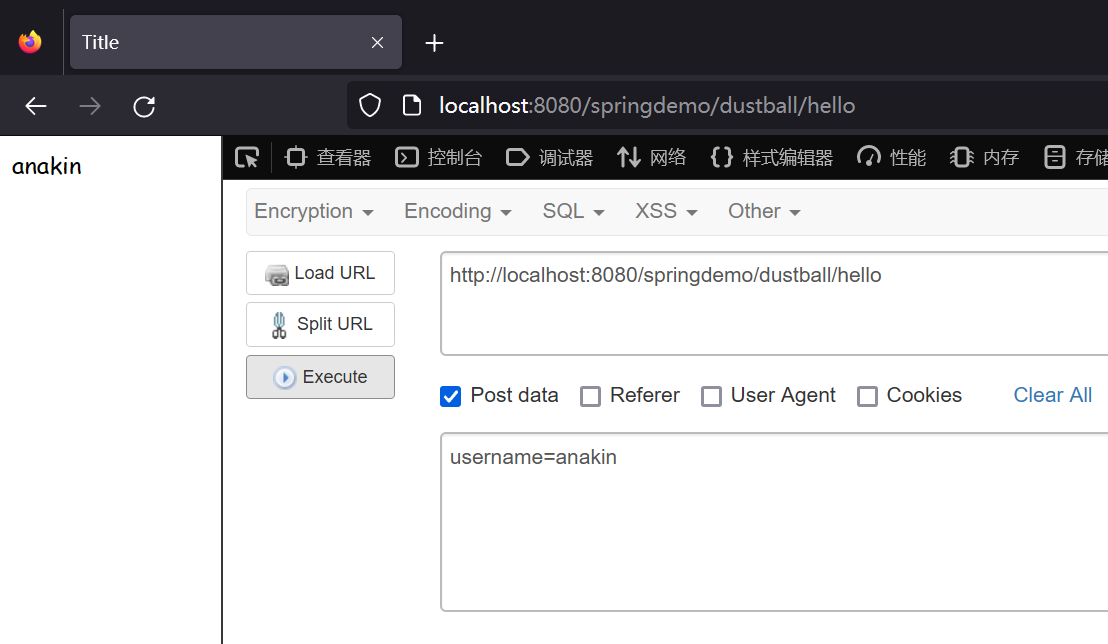 Title
localhost:8080/springdemo/dustball/hello
anakin
查看器 控制台 调试器 网络 样式编辑器 性能 内存 存储
Encryption Encoding SQL XSS Other
Load URL
http://localhost:8080/springdemo/dustball/hello
Split URL
Execute
Post data Referer User Agent Cookies Clear All
username=anakin